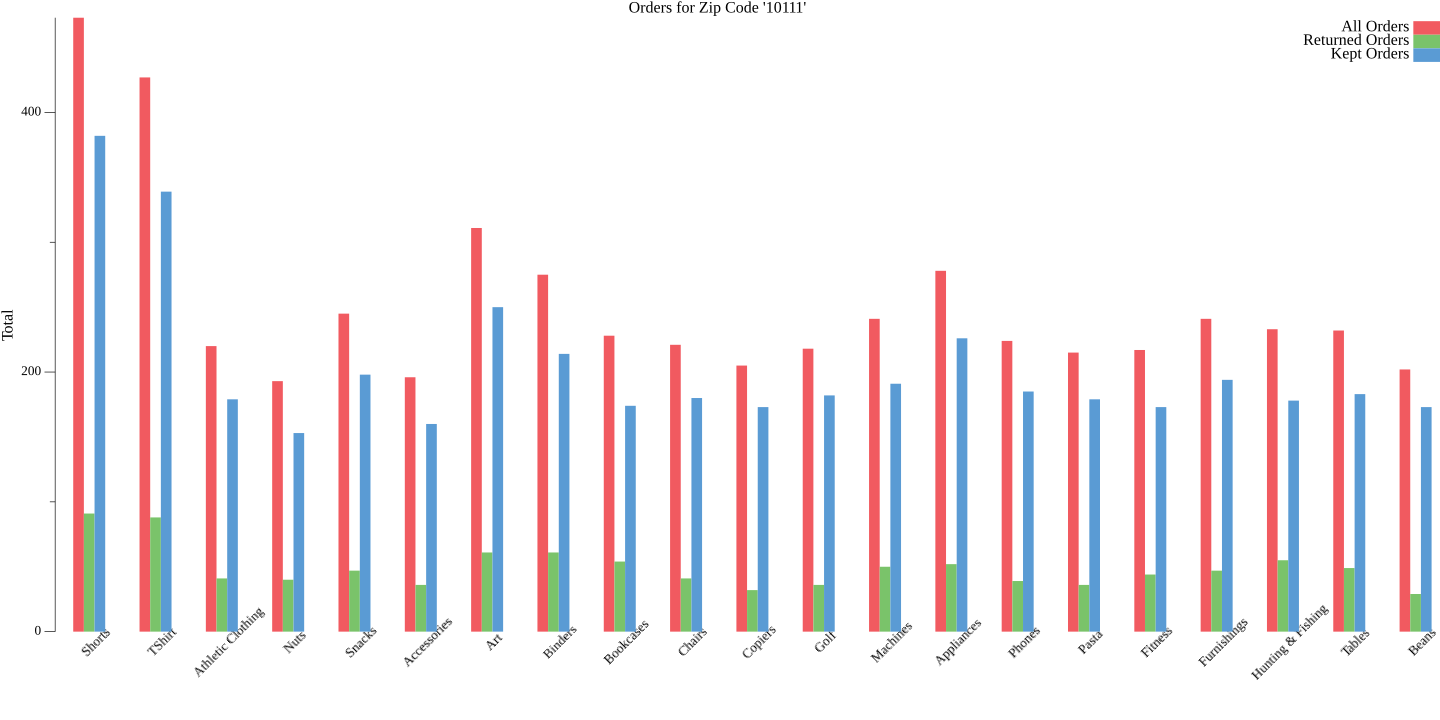 Orders for Zip Code '10111'
All Orders
Returned Orders
Kept Orders
Total
400
200
0
Shorts
TShirt
Athletic Clothing
Nuts
Snacks
Accessories
Art
Binders
Bookcases
Chairs
Copiers
Golf
Machines
Appliances
Phones
Pasta
Fitness
Furnishings
Hunting & Fishing
Tables
Beans